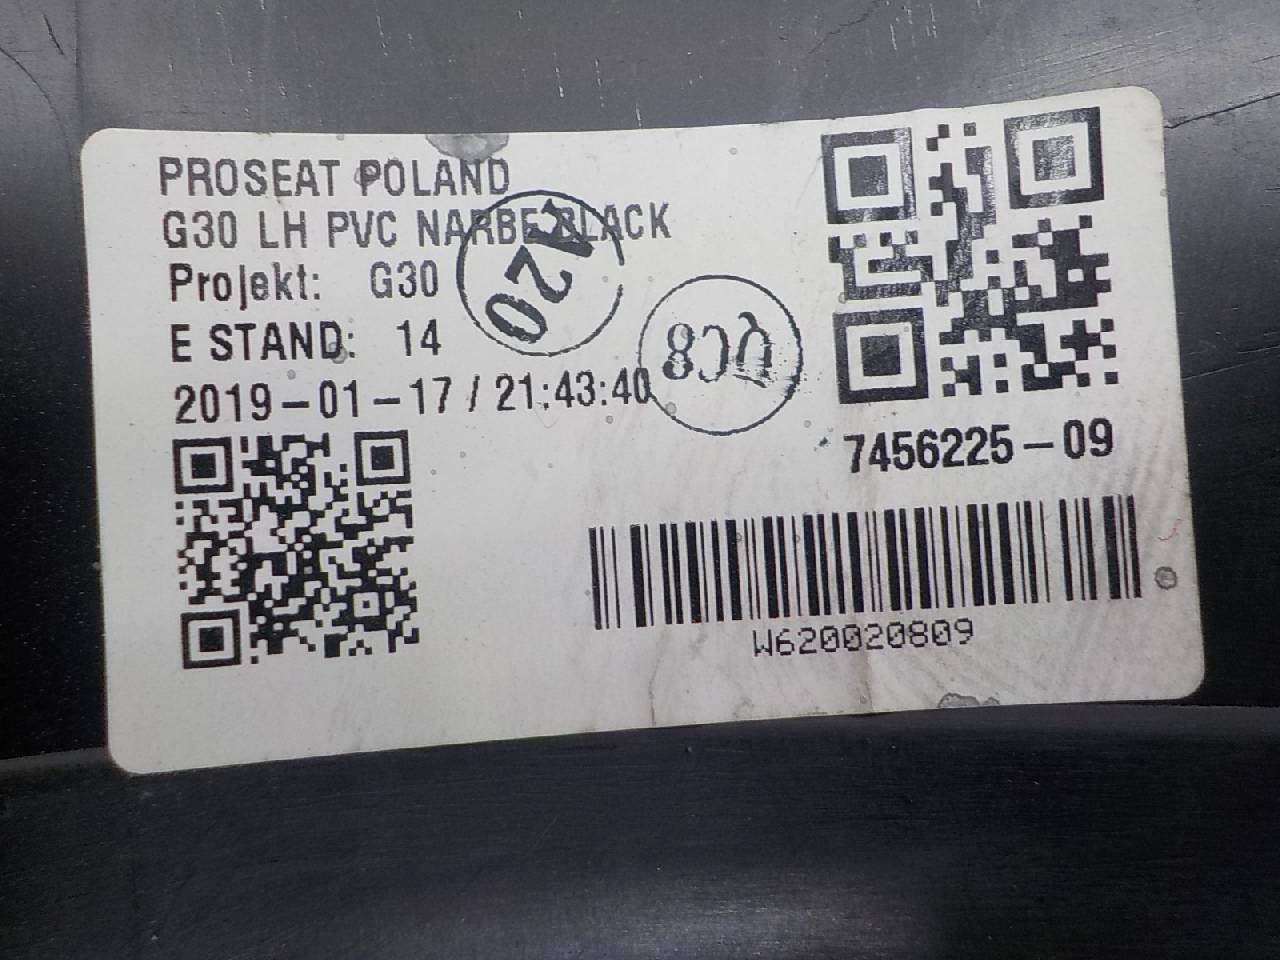 PROSEAT POLAND
G30 LH PVC NARBE BLACK
Projekt: G30
E STAND: 14
2019-01-17 / 21:43:40
7456225-09
W620020809